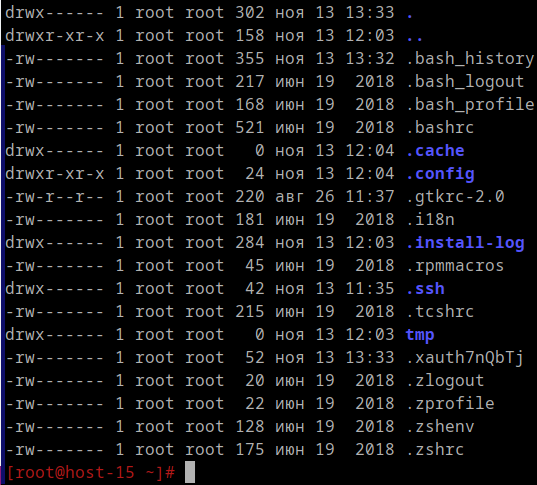 drwx------ 1 root root 302 ноя 13 13:33 .
drwxr-xr-x 1 root root 158 ноя 13 12:03 ..
-rw------- 1 root root 355 ноя 13 13:32 .bash_history
-rw------- 1 root root 217 июн 19  2018 .bash_logout
-rw------- 1 root root 168 июн 19  2018 .bash_profile
-rw------- 1 root root 521 июн 19  2018 .bashrc
drwx------ 1 root root   0 ноя 13 12:04 .cache
drwxr-xr-x 1 root root  24 ноя 13 12:04 .config
-rw-r--r-- 1 root root 220 авг 26 11:37 .gtkrc-2.0
-rw------- 1 root root 181 июн 19  2018 .i18n
drwx------ 1 root root 284 ноя 13 12:03 .install-log
-rw------- 1 root root  45 июн 19  2018 .rpmmacros
drwx------ 1 root root  42 ноя 13 11:35 .ssh
-rw------- 1 root root 215 июн 19  2018 .tcshrc
drwx------ 1 root root   0 ноя 13 12:03 tmp
-rw------- 1 root root  52 ноя 13 13:33 .xauth7nQbTj
-rw------- 1 root root  20 июн 19  2018 .zlogout
-rw------- 1 root root  22 июн 19  2018 .zprofile
-rw------- 1 root root 128 июн 19  2018 .zshenv
-rw------- 1 root root 175 июн 19  2018 .zshrc
[root@host-15 ~]#